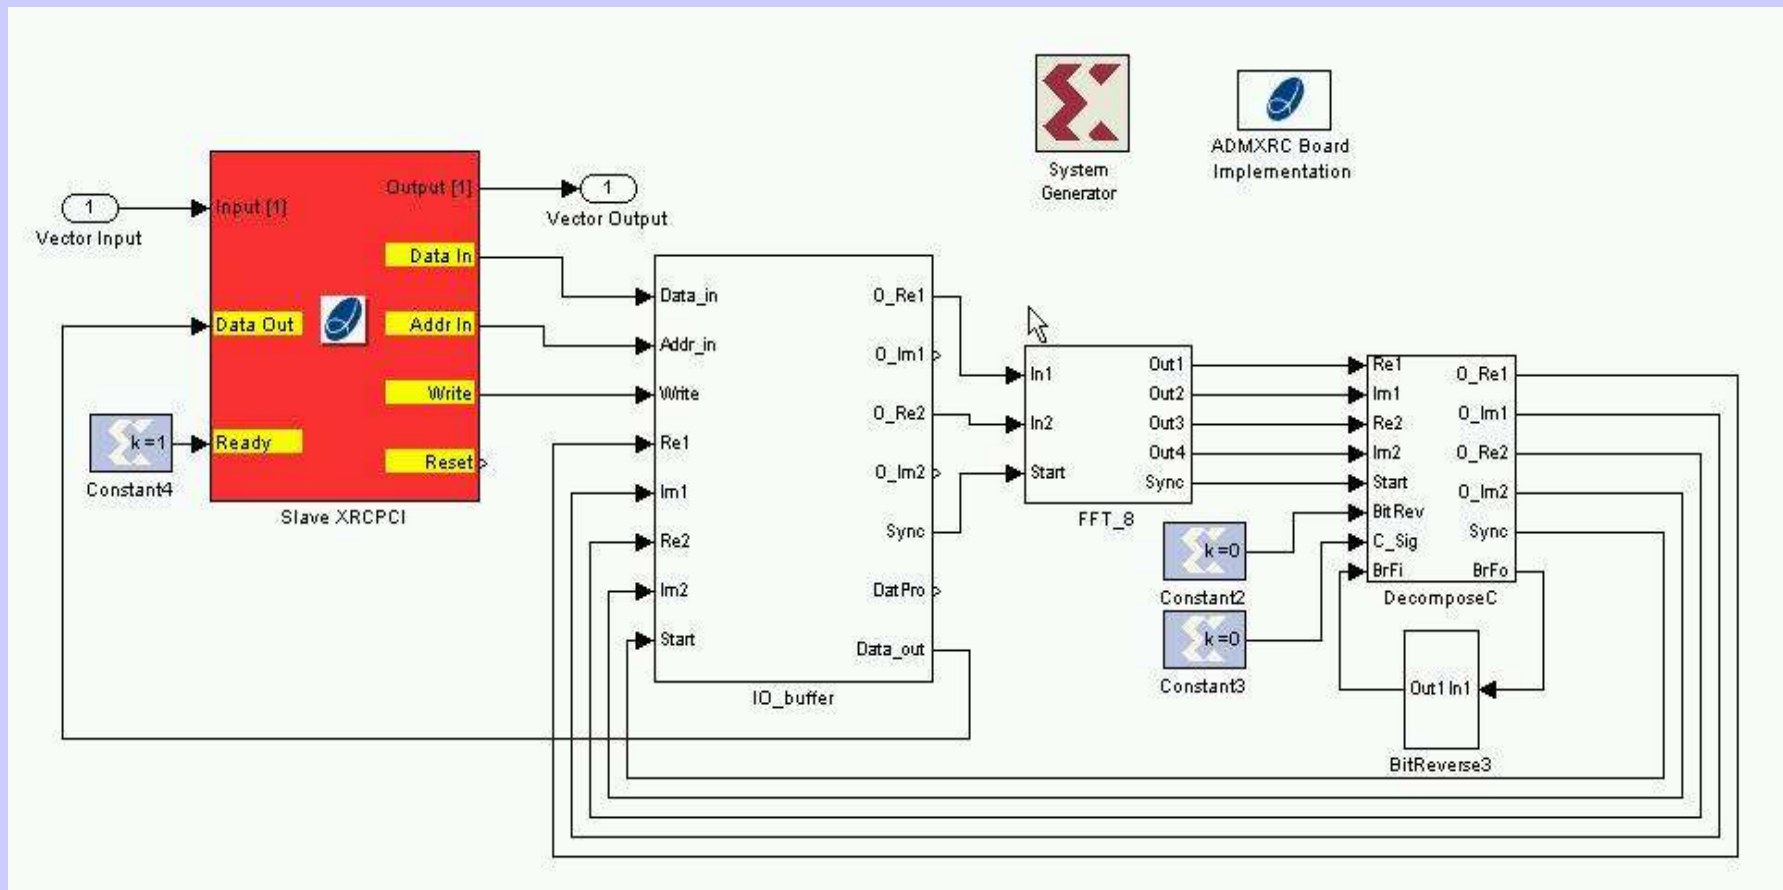 System
Generator
ADMXRC Board
Implementation
1
Vector Input
Input [1]
Output [1]
Data In
Data Out
Addr In
Write
Ready
Reset
Slave XRCPCI
k=1
Constant4
1
Vector Output
Data_in
Addr_in
Write
Re1
Im1
Re2
Im2
Start
O_Re1
O_Im1
O_Re2
O_Im2
Sync
DatPro
Data_out
IO_buffer
In1
In2
Start
Out1
Out2
Out3
Out4
Sync
FFT_8
k=0
Constant2
k=0
Constant3
Re1
Im1
Re2
Im2
Start
BitRev
C_Sig
BrFi
O_Re1
O_Im1
O_Re2
O_Im2
Sync
BrFo
DecomposeC
Out1 In1
BitReverse3